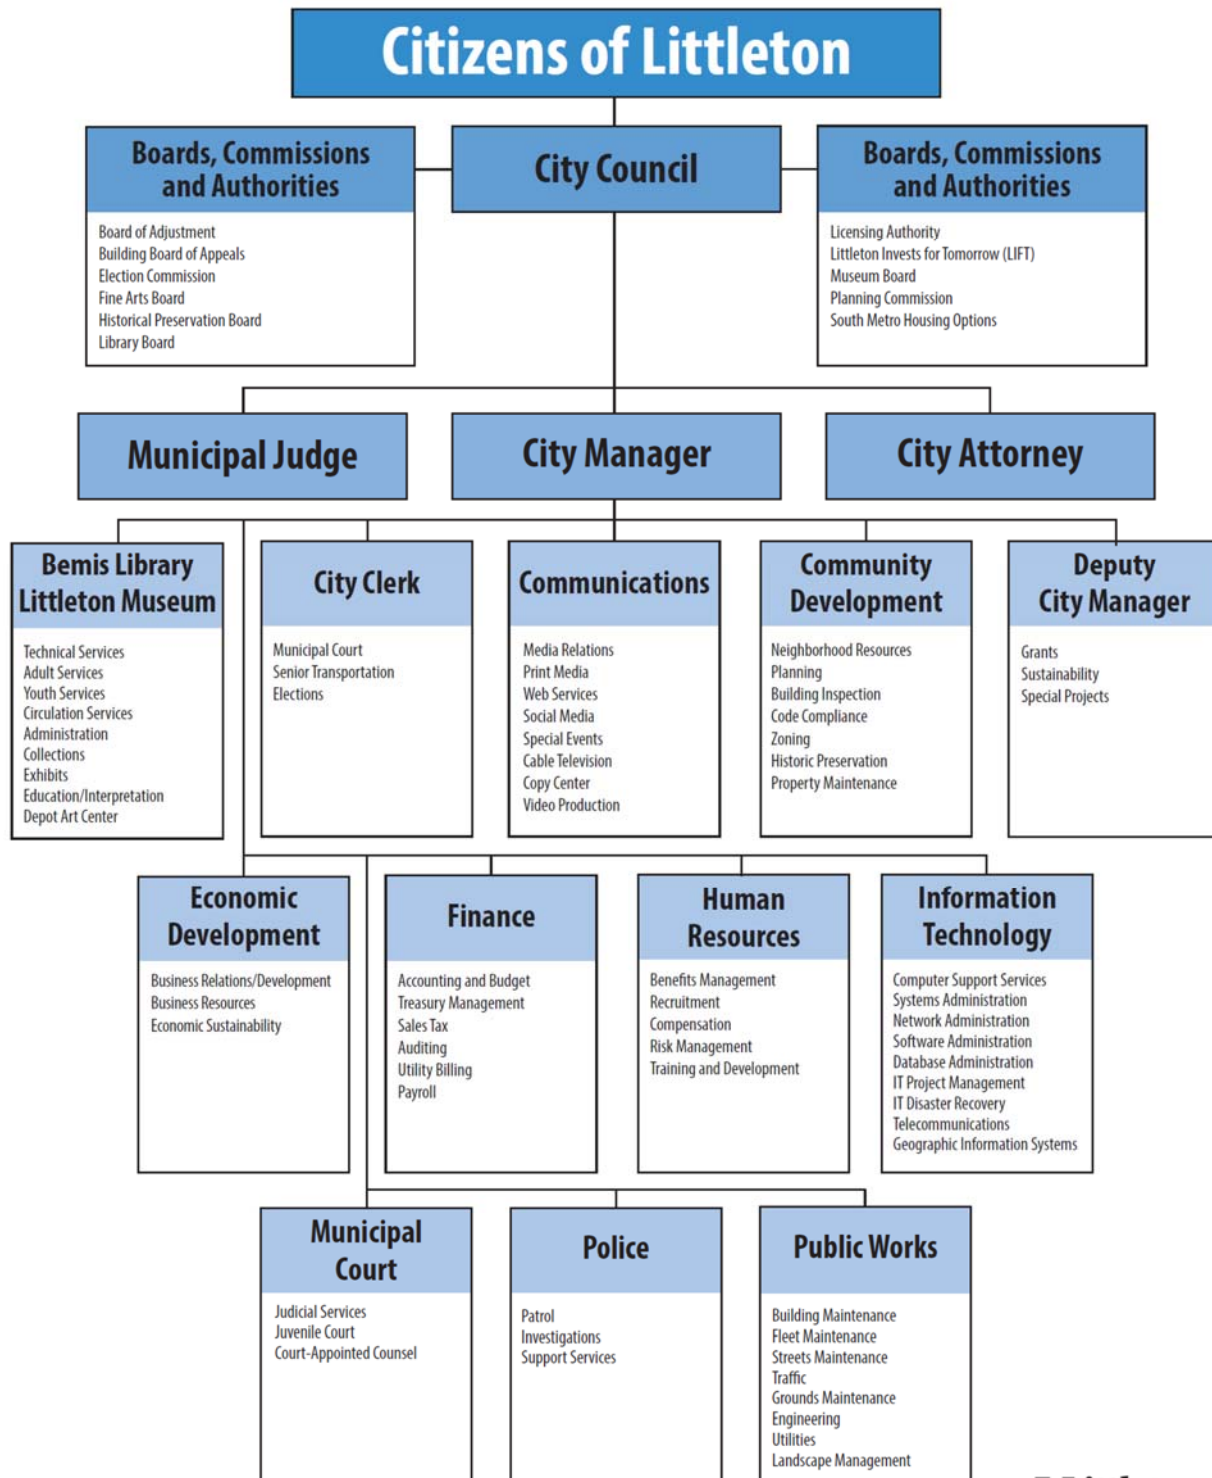 Citizens of Littleton
Boards, Commissions
and Authorities
Board of Adjustment
Building Board of Appeals
Election Commission
Fine Arts Board
Historical Preservation Board
Library Board
City Council
Boards, Commissions
and Authorities
Licensing Authority
Littleton Invests for Tomorrow (LIFT)
Museum Board
Planning Commission
South Metro Housing Options
Municipal Judge
City Manager
City Attorney
Bemis Library
Littleton Museum
Technical Services
Adult Services
Youth Services
Circulation Services
Administration
Collections
Exhibits
Education/Interpretation
Depot Art Center
City Clerk
Municipal Court
Senior Transportation
Elections
Communications
Media Relations
Print Media
Web Services
Social Media
Special Events
Cable Television
Copy Center
Video Production
Community
Development
Neighborhood Resources
Planning
Building Inspection
Code Compliance
Zoning
Historic Preservation
Property Maintenance
Deputy
City Manager
Grants
Sustainability
Special Projects
Economic
Development
Business Relations/Development
Business Resources
Economic Sustainability
Finance
Accounting and Budget
Treasury Management
Sales Tax
Auditing
Utility Billing
Payroll
Human
Resources
Benefits Management
Recruitment
Compensation
Risk Management
Training and Development
Information
Technology
Computer Support Services
Systems Administration
Network Administration
Software Administration
Database Administration
IT Project Management
IT Disaster Recovery
Telecommunications
Geographic Information Systems
Municipal
Court
Judicial Services
Juvenile Court
Court-Appointed Counsel
Police
Patrol
Investigations
Support Services
Public Works
Building Maintenance
Fleet Maintenance
Streets Maintenance
Traffic
Grounds Maintenance
Engineering
Utilities
Landscape Management